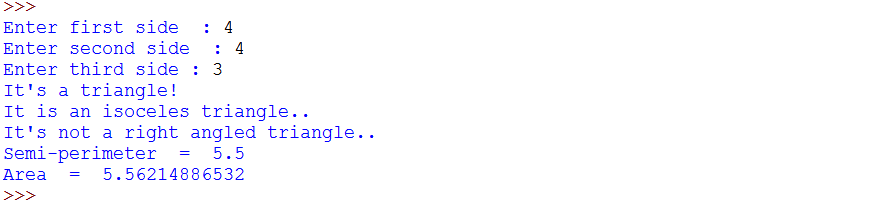 >>>
Enter first side  : 4
Enter second side  : 4
Enter third side : 3
It's a triangle!
It is an isoceles triangle..
It's not a right angled triangle..
Semi-perimeter  =  5.5
Area  =  5.56214886532
>>>